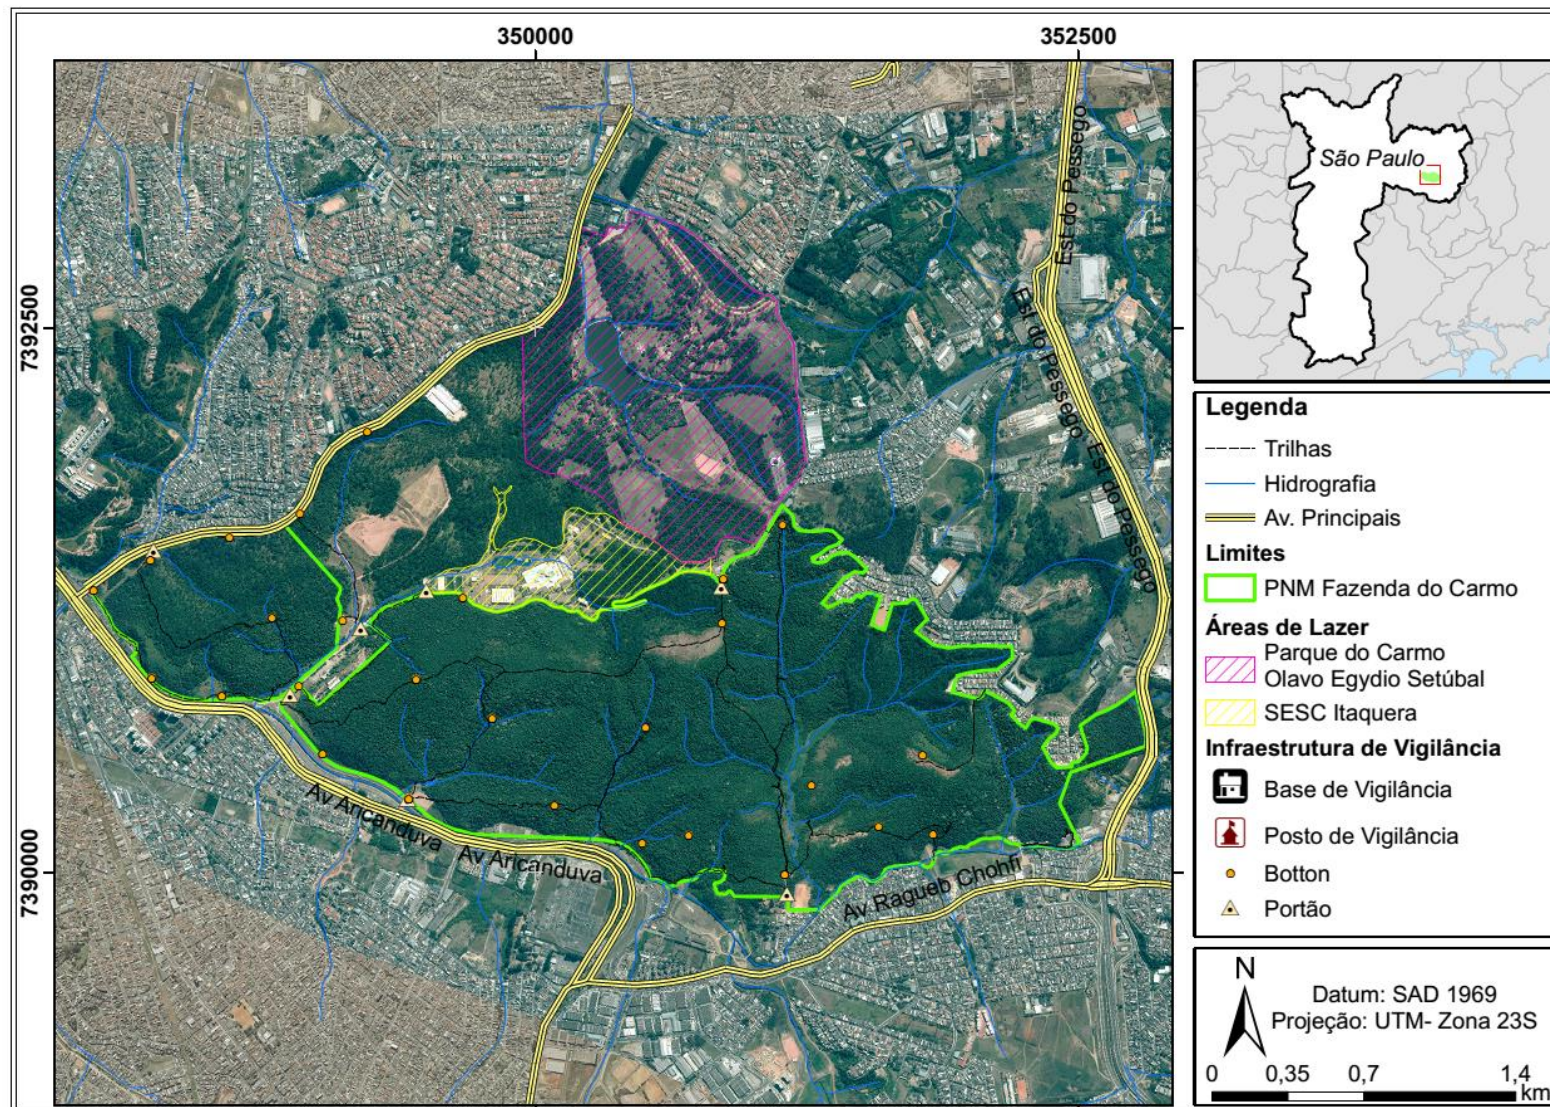 350000
352500
7392500
7390000
Est do Pessego
Est do Pessego
Est do Pessego
Av Aricanduva
Av Aricanduva
Av Ragueb Chohfi
São Paulo
Legenda
Trilhas
Hidrografia
Av. Principais
Limites
PNM Fazenda do Carmo
Áreas de Lazer
Parque do Carmo
Olavo Egydio Setúbal
SESC Itaquera
Infraestrutura de Vigilância
Base de Vigilância
Posto de Vigilância
Botton
Portão
N
Datum: SAD 1969
Projeção: UTM- Zona 23S
0 0,35 0,7 1,4
km